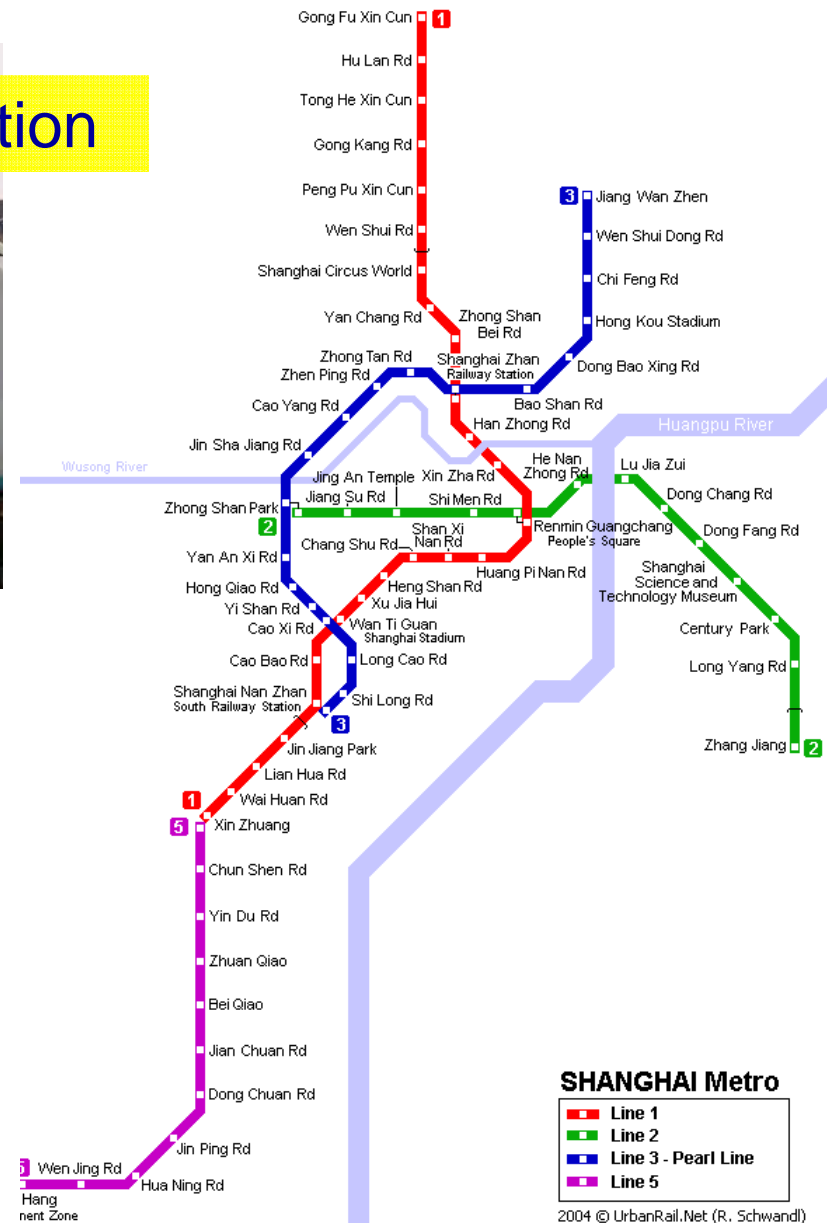 tion
Gong Fu Xin Cun 1
Hu Lan Rd
Tong He Xin Cun
Gong Kang Rd
Peng Pu Xin Cun
3 Jiang Wan Zhen
Wen Shui Rd
Wen Shui Dong Rd
Shanghai Circus World
Chi Feng Rd
Yan Chang Rd
Zhong Shan
Bei Rd
Hong Kou Stadium
Zhong Tan Rd
Shanghai Zhan
Railway Station
Dong Bao Xing Rd
Zhen Ping Rd
Cao Yang Rd
Bao Shan Rd
Han Zhong Rd
Huangpu River
Jin Sha Jiang Rd
Wusong River
Jing An Temple
Xin Zha Rd
He Nan
Zhong Rd
Lu Jia Zui
Zhong Shan Park
Jiang Su Rd
Shi Men Rd
Dong Chang Rd
2
Shan Xi
Nan Rd
Renmin Guangchang
People's Square
Dong Fang Rd
Chang Shu Rd
Yan An Xi Rd
Huang Pi Nan Rd
Shanghai
Science and
Technology Museum
Hong Qiao Rd
Heng Shan Rd
Yi Shan Rd
Xu Jia Hui
Cao Xi Rd
Wan Ti Guan
Shanghai Stadium
Century Park
Cao Bao Rd
Long Cao Rd
Long Yang Rd
Shanghai Nan Zhan
South Railway Station
Shi Long Rd
3
Jin Jiang Park
Zhang Jiang 2
Lian Hua Rd
Wai Huan Rd
1
5
Xin Zhuang
Chun Shen Rd
Yin Du Rd
Zhuan Qiao
Bei Qiao
Jian Chuan Rd
Dong Chuan Rd
Jin Ping Rd
5 Wen Jing Rd
Hua Ning Rd
Hang
nent Zone
SHANGHAI Metro
Line 1
Line 2
Line 3 - Pearl Line
Line 5
2004 © UrbanRail.Net (R. Schwandl)